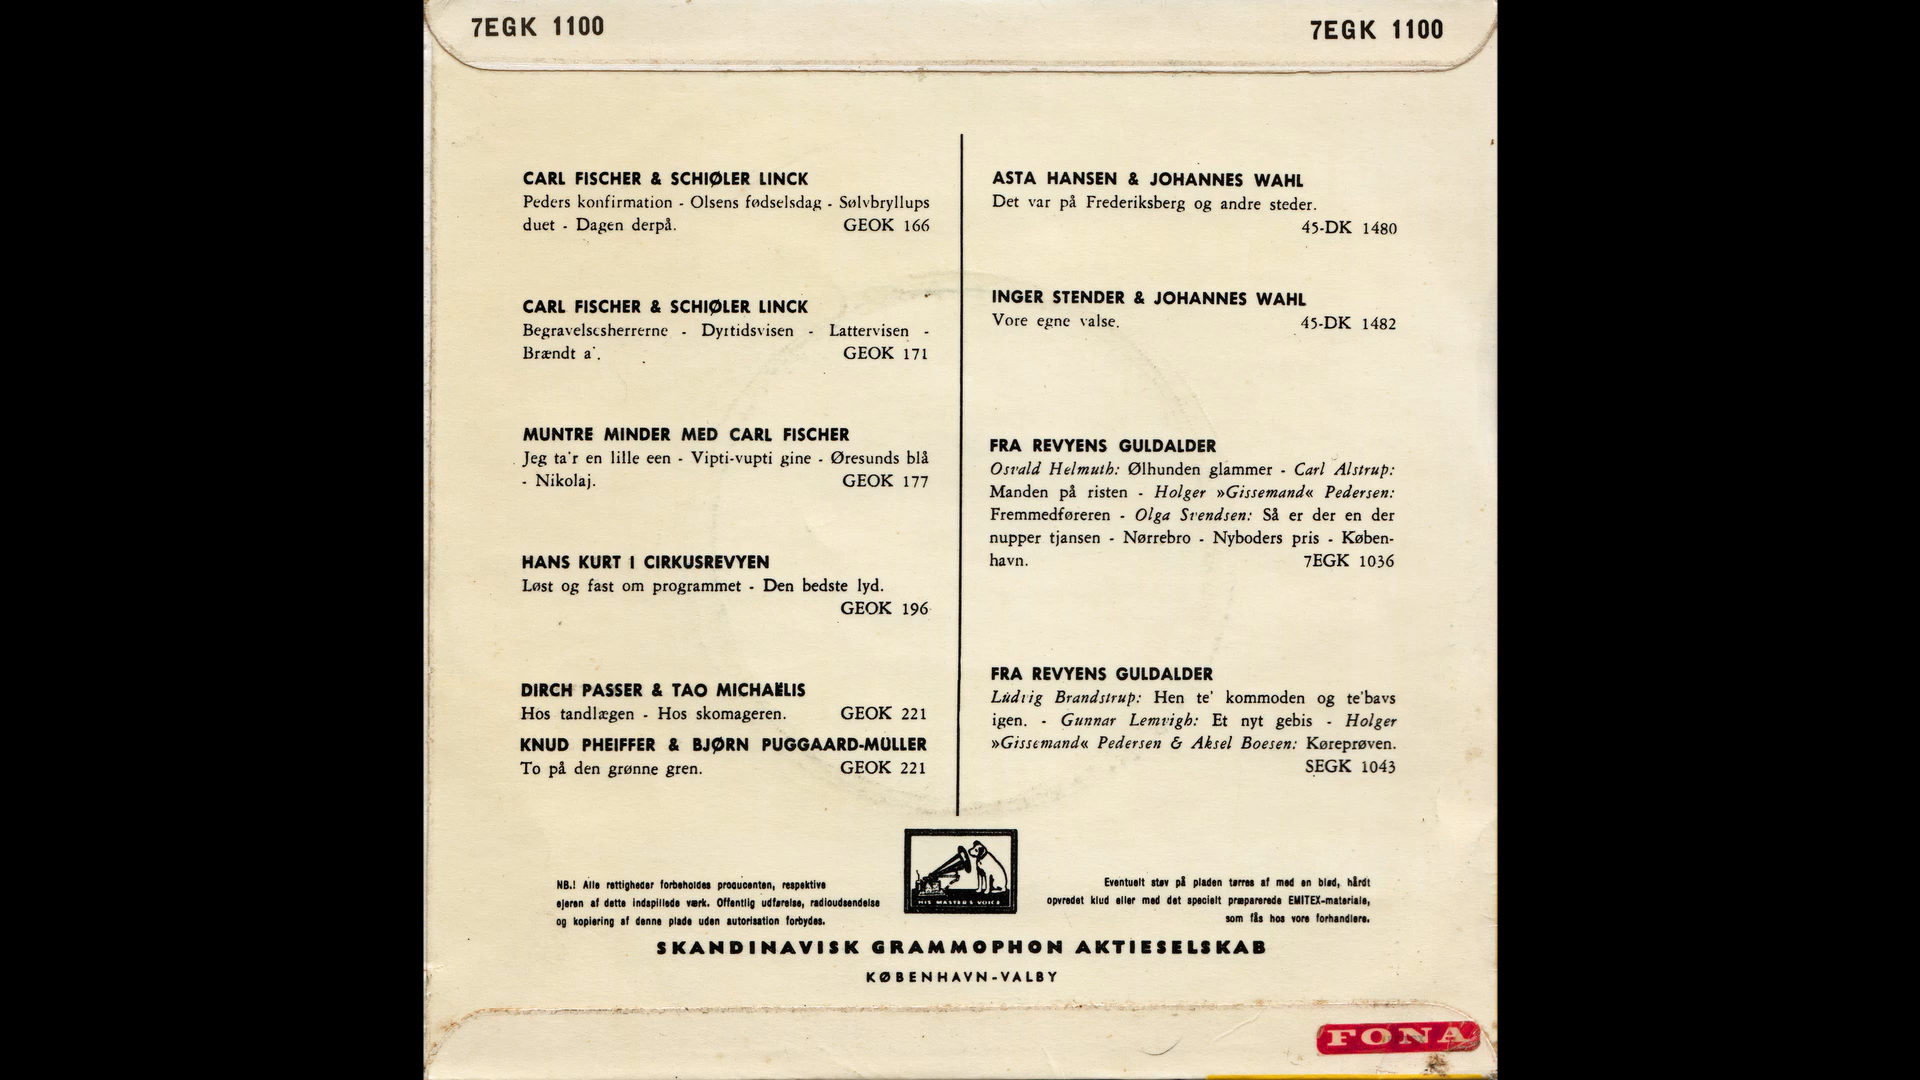 7EGK 1100
7EGK 1100
CARL FISCHER & SCHIØLER LINCK
Peders konfirmation - Olsens fødselsdag - Sølvbryllups
duet - Dagen derpå. GEOK 166
CARL FISCHER & SCHIØLER LINCK
Begravelsesherrerne - Dyrtidsvisen - Lattervisen -
Brændt a'. GEOK 171
MUNTRE MINDER MED CARL FISCHER
Jeg ta'r en lille een - Vipti-vupti gine - Øresunds blå
- Nikolaj. GEOK 177
HANS KURT I CIRKUSREVYEN
Løst og fast om programmet - Den bedste lyd.
GEOK 196
DIRCH PASSER & TAO MICHAËLIS
Hos tandlægen - Hos skomageren. GEOK 221
KNUD PHEIFFER & BJØRN PUGGAARD-MÜLLER
To på den grønne gren. GEOK 221
ASTA HANSEN & JOHANNES WAHL
Det var på Frederiksberg og andre steder.
45-DK 1480
INGER STENDER & JOHANNES WAHL
Vore egne valse. 45-DK 1482
FRA REVYENS GULDALDER
Osvald Helmuth: Ølhunden glammer - Carl Alstrup:
Manden på risten - Holger »Gissemand« Pedersen:
Fremmedføreren - Olga Svendsen: Så er der en der
nupper tjansen - Nørrebro - Nyboders pris - Køben-
havn. 7EGK 1036
FRA REVYENS GULDALDER
Ludvig Brandstrup: Hen te' kommoden og te'bavs
igen. - Gunnar Lemvigh: Et nyt gebis - Holger
»Gissemand« Pedersen & Aksel Boesen: Køreprøven.
SEGK 1043
NB.! Alle rettigheder forbeholdes producenten, respektive
ejeren af dette indspillede værk. Offentlig udførelse, radioudsendelse
og kopiering af denne plade uden autorisation forbydes.
HIS MASTER'S VOICE
Eventuelt støv på pladen tørres af med en blød, hårdt
opvredet klud eller med det specielt præparerede EMITEX-materiale,
som fås hos vore forhandlere.
SKANDINAVISK GRAMMOPHON AKTIESELSKAB
KØBENHAVN-VALBY
FONA